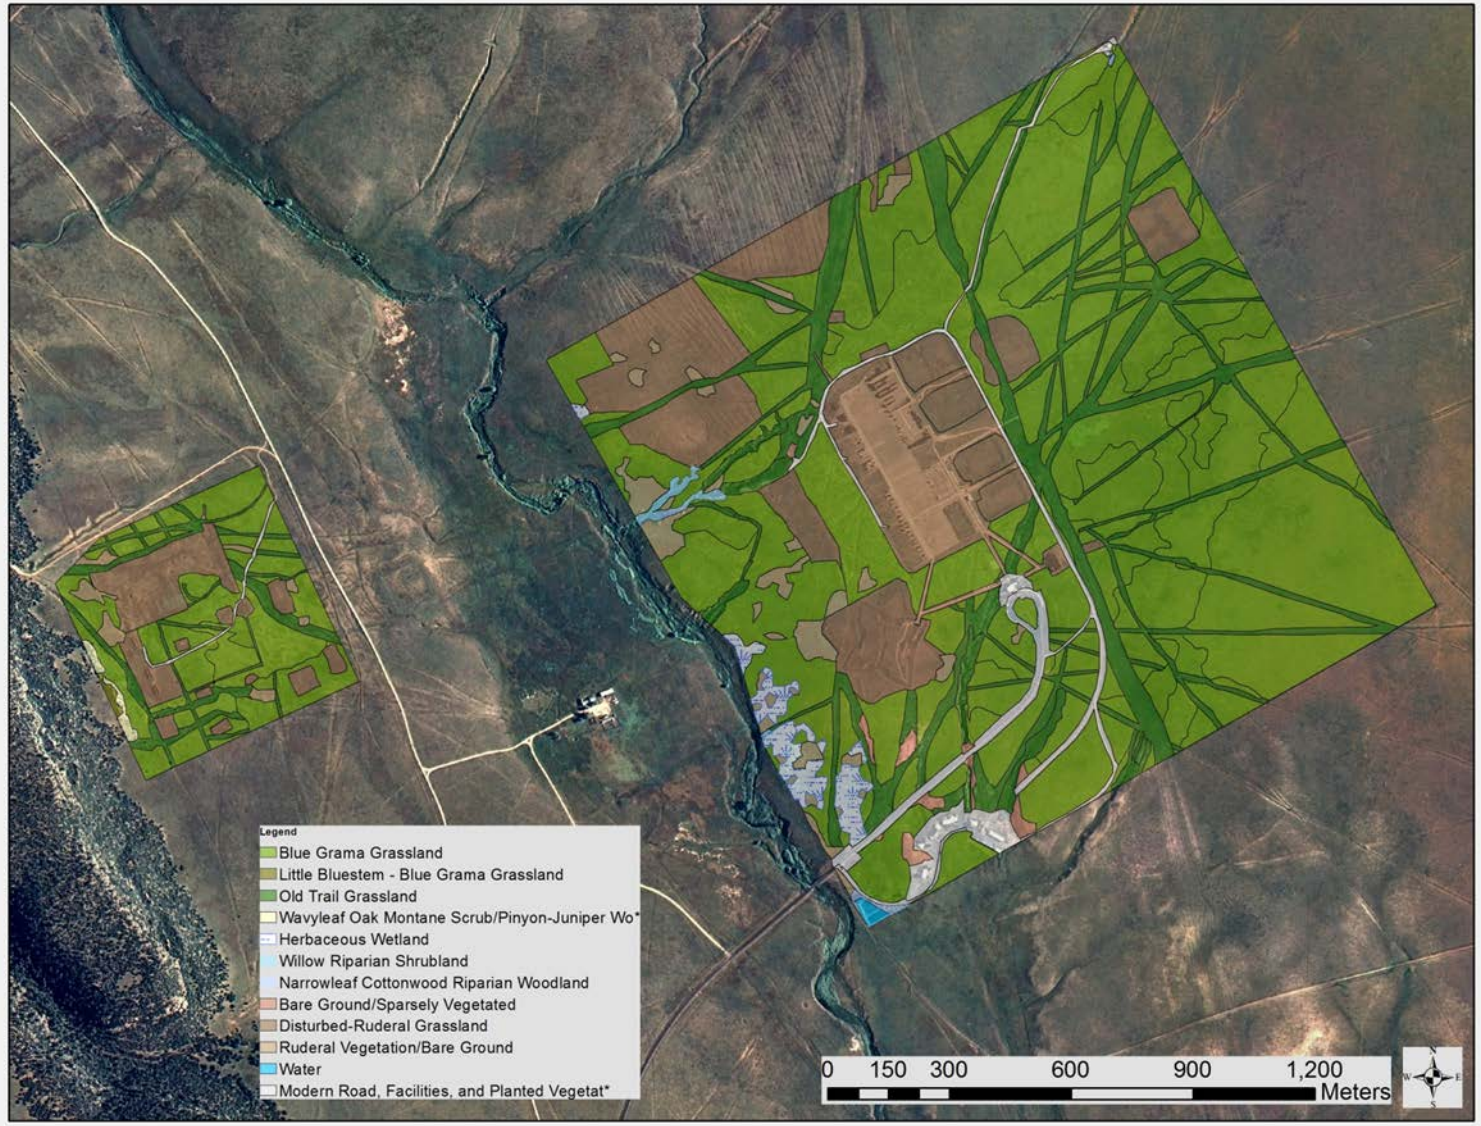 Legend
Blue Grama Grassland
Little Bluestem - Blue Grama Grassland
Old Trail Grassland
Wavyleaf Oak Montane Scrub/Pinyon-Juniper Wo*
Herbaceous Wetland
Willow Riparian Shrubland
Narrowleaf Cottonwood Riparian Woodland
Bare Ground/Sparsely Vegetated
Disturbed-Ruderal Grassland
Ruderal Vegetation/Bare Ground
Water
Modern Road, Facilities, and Planted Vegetat*
0 150 300 600 900 1,200
Meters
N
W E
S